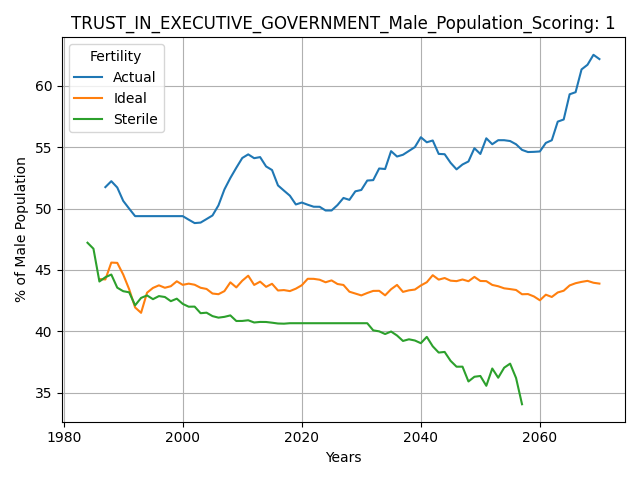 TRUST_IN_EXECUTIVE_GOVERNMENT_Male_Population_Scoring: 1
Fertility
Actual
Ideal
Sterile
% of Male Population
60
55
50
45
40
35
1980
2000
2020
2040
2060
Years